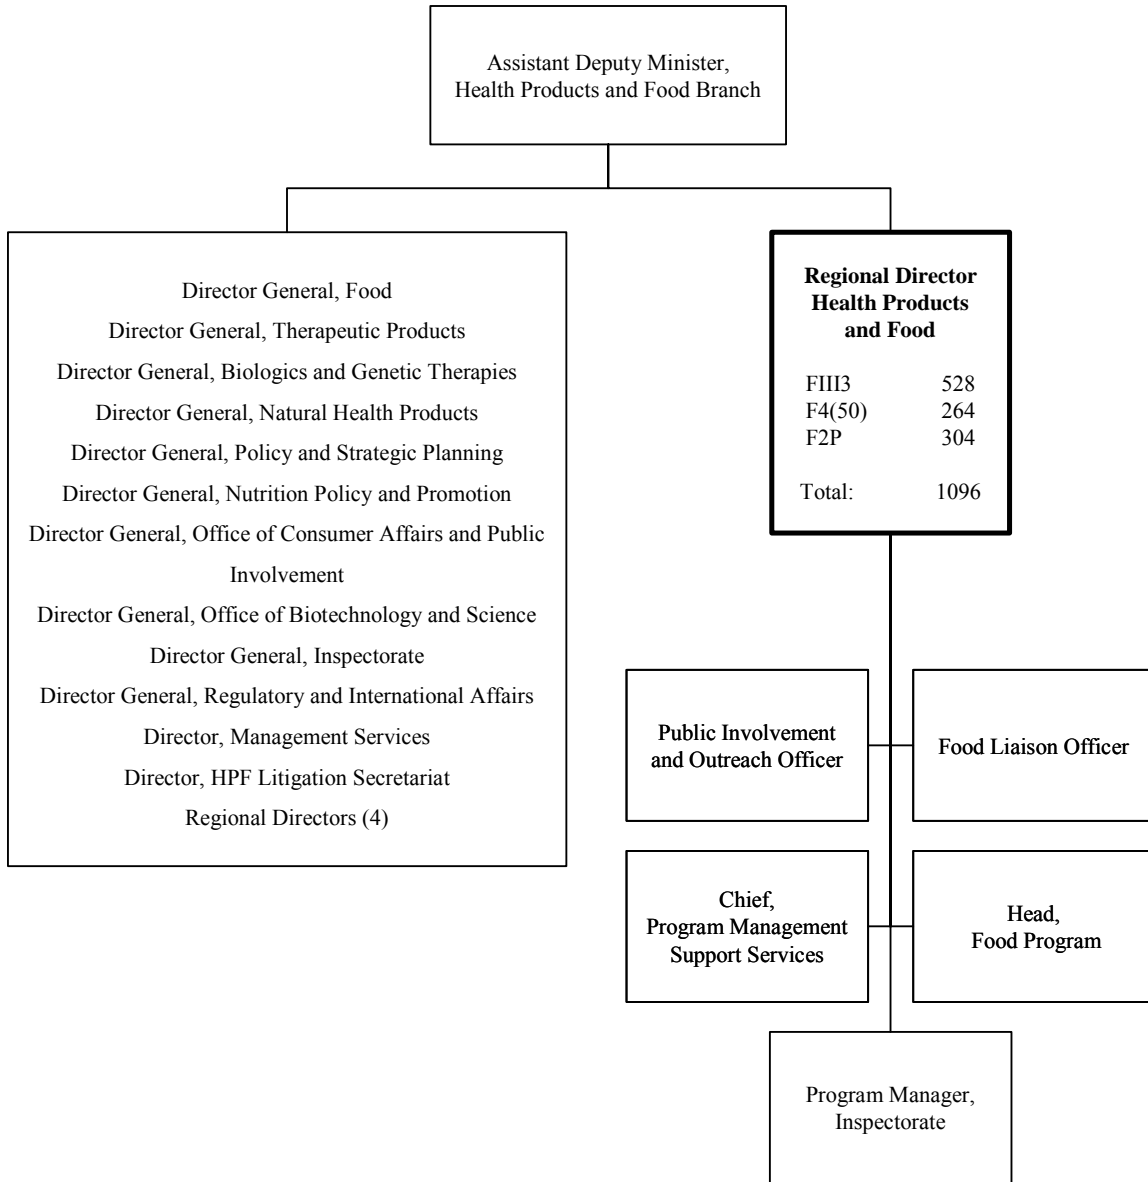 Assistant Deputy Minister,
Health Products and Food Branch
Director General, Food
Director General, Therapeutic Products
Director General, Biologics and Genetic Therapies
Director General, Natural Health Products
Director General, Policy and Strategic Planning
Director General, Nutrition Policy and Promotion
Director General, Office of Consumer Affairs and Public
Involvement
Director General, Office of Biotechnology and Science
Director General, Inspectorate
Director General, Regulatory and International Affairs
Director, Management Services
Director, HPF Litigation Secretariat
Regional Directors (4)
Regional Director
Health Products
and Food
FIII3 528
F4(50) 264
F2P 304
Total: 1096
Public Involvement
and Outreach Officer
Food Liaison Officer
Chief,
Program Management
Support Services
Head,
Food Program
Program Manager,
Inspectorate